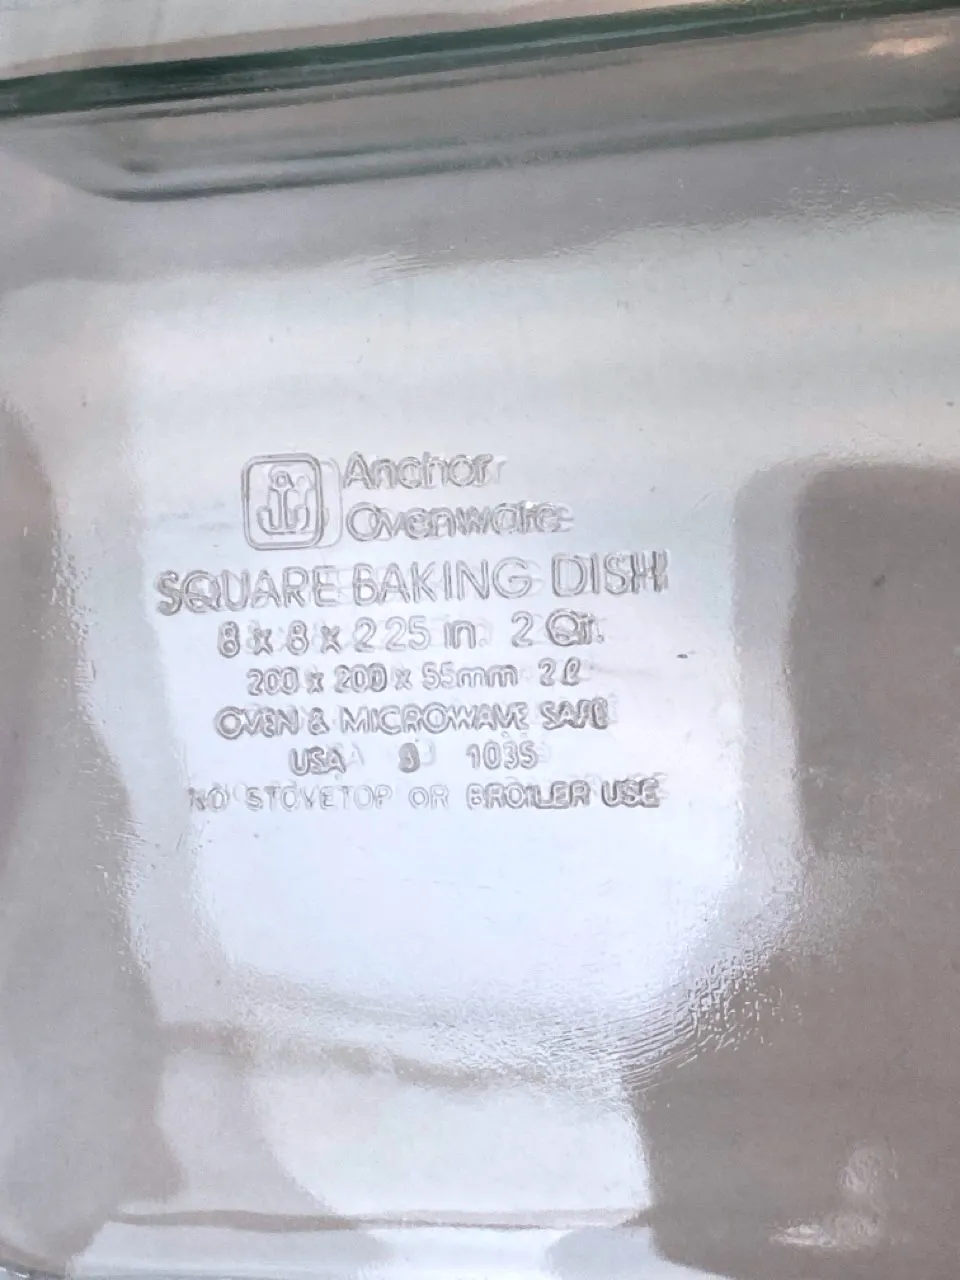 Anchor
Ovenware
SQUARE BAKING DISH
8 x 8 x 2.25 in. 2 Qt.
200 x 200 x 55mm 2 ℓ
OVEN & MICROWAVE SAFE
USA 1035
NO STOVETOP OR BROILER USE